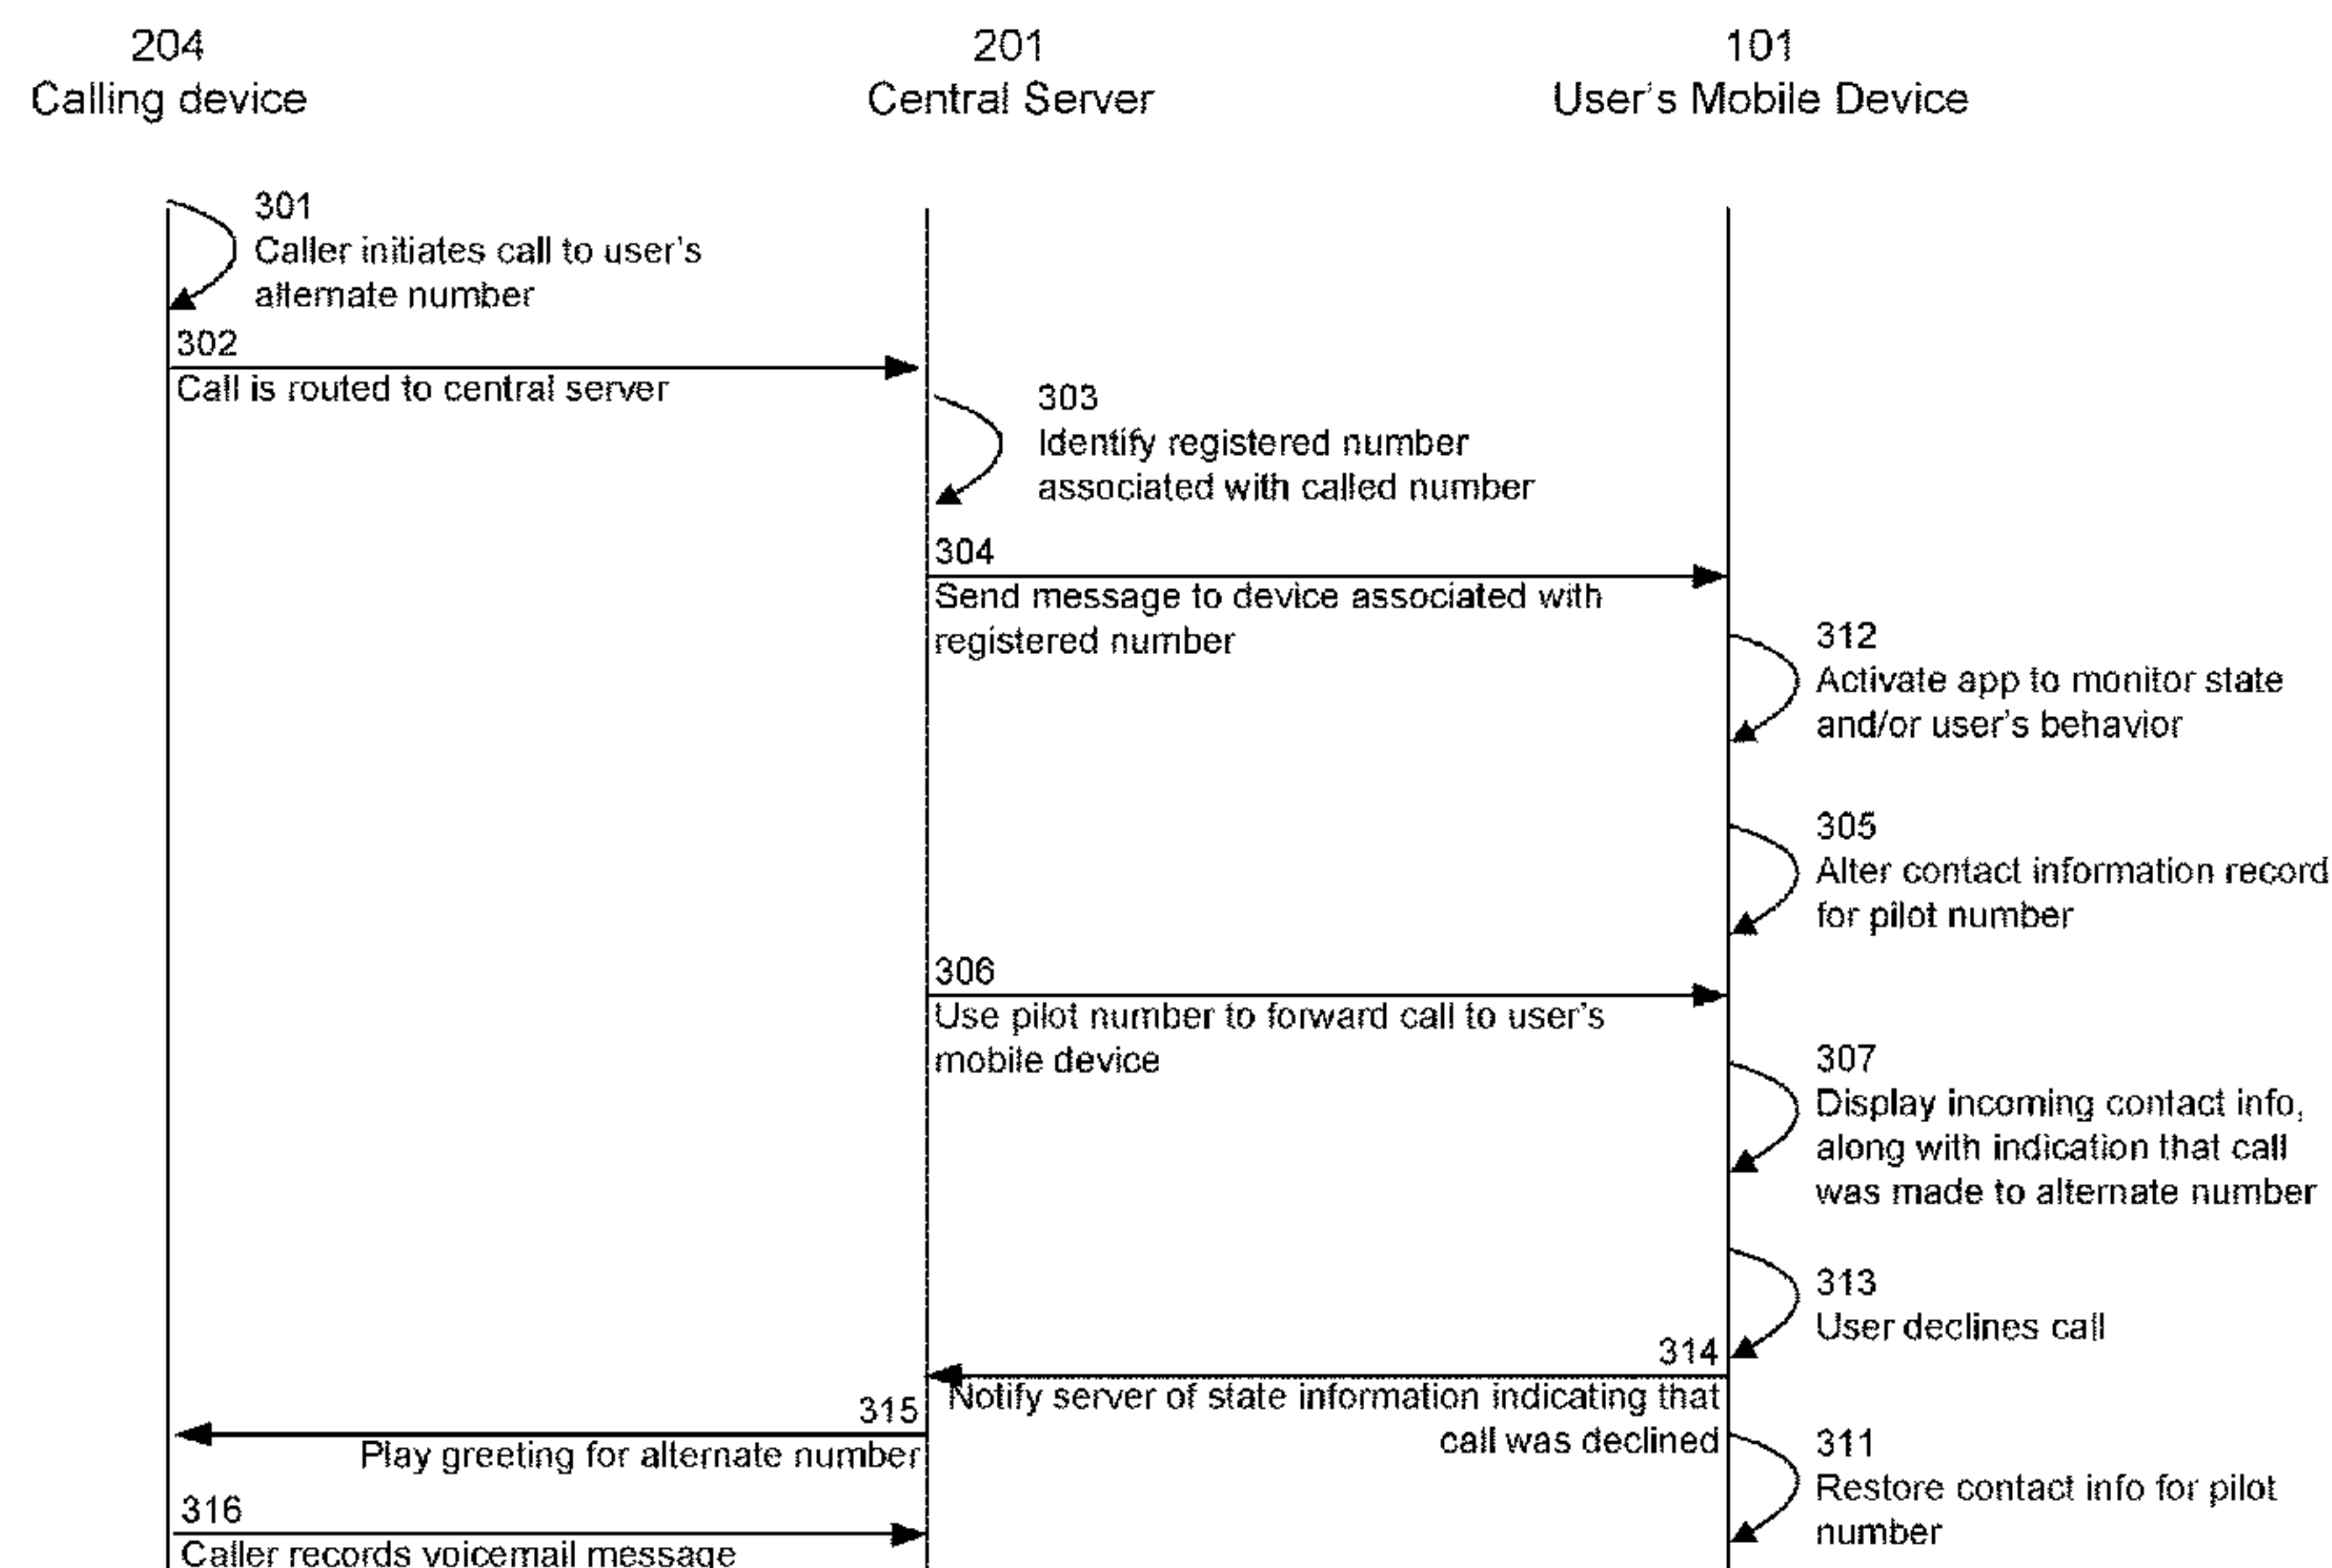 204
Calling device
201
Central Server
101
User's Mobile Device
301
Caller initiates call to user's
alternate number
302
Call is routed to central server
303
Identify registered number
associated with called number
304
Send message to device associated with
registered number
312
Activate app to monitor state
and/or user's behavior
305
Alter contact information record
for pilot number
306
Use pilot number to forward call to user's
mobile device
307
Display incoming contact info,
along with indication that call
was made to alternate number
313
User declines call
314
Notify server of state information indicating that
call was declined
315
Play greeting for alternate number
311
Restore contact info for pilot
number
316
Caller records voicemail message